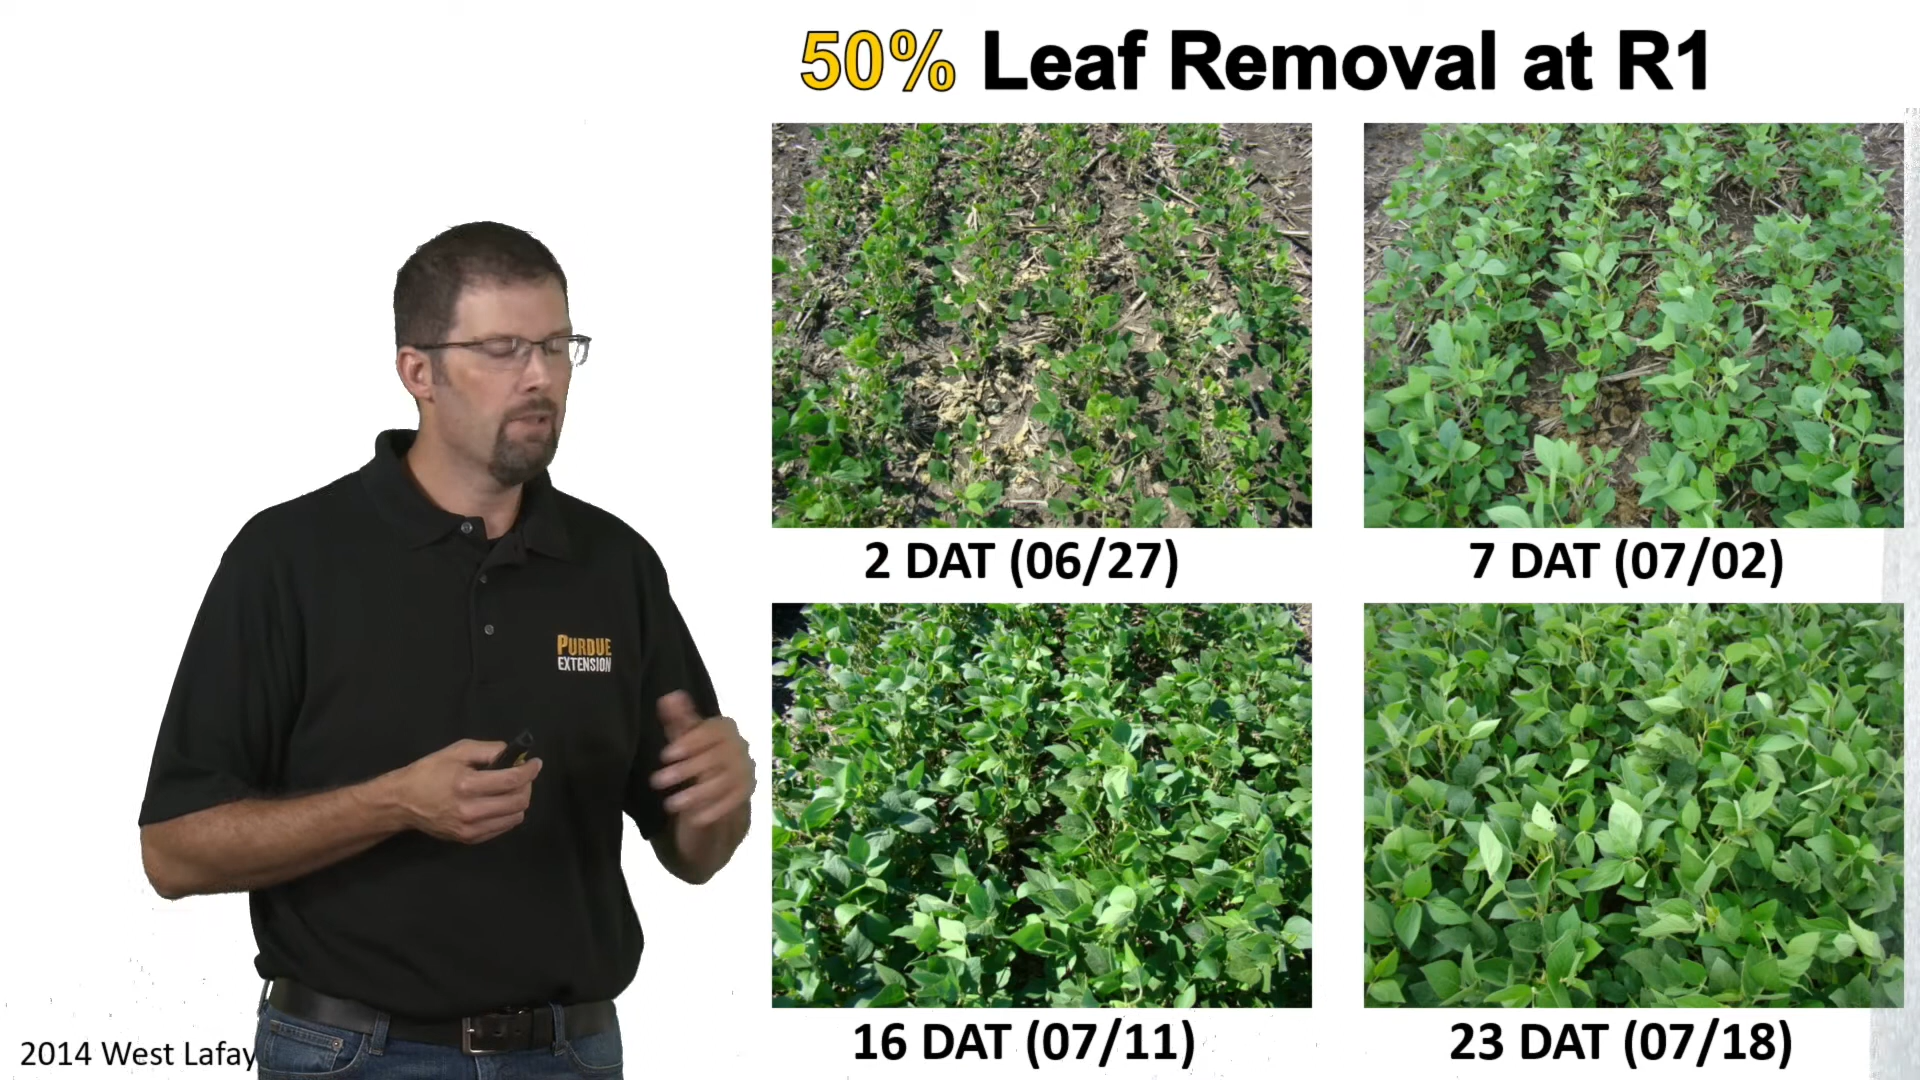 50% Leaf Removal at R1
2 DAT (06/27)
7 DAT (07/02)
PURDUE
EXTENSION
16 DAT (07/11)
23 DAT (07/18)
2014 West Lafay